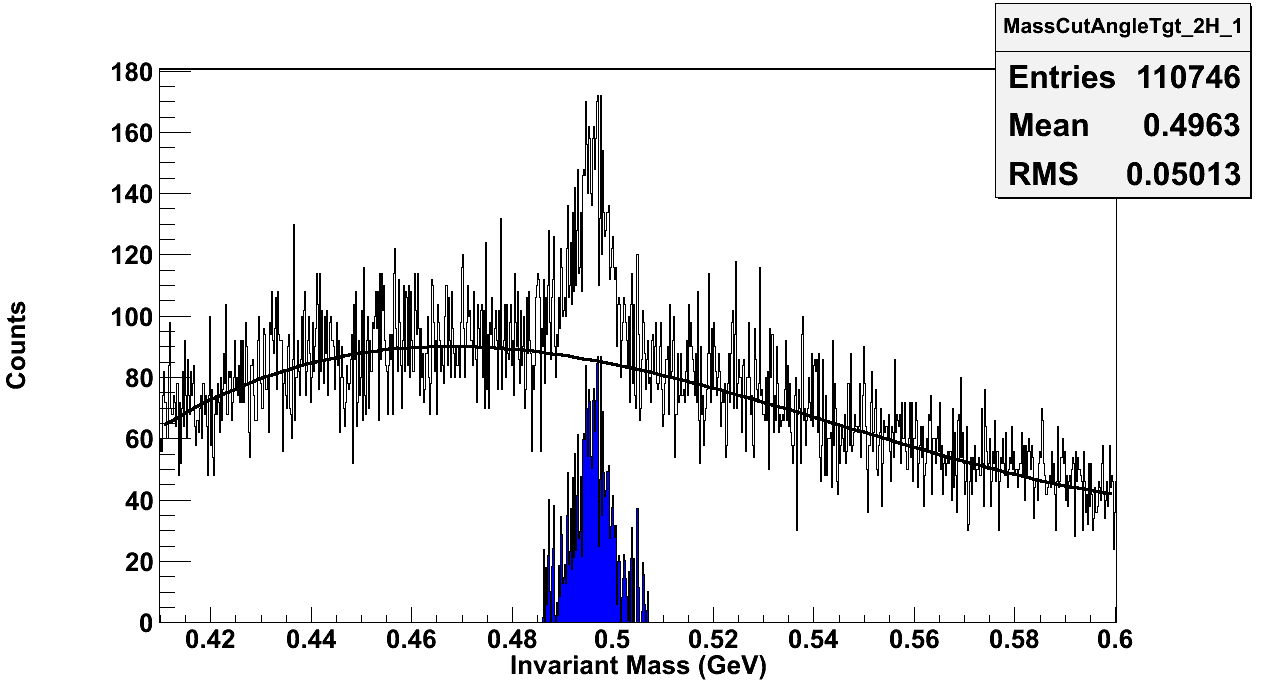 MassCutAngleTgt_2H_1
Entries 110746
Mean 0.4963
RMS 0.05013
180
160
140
120
100
80
60
40
20
0
Counts
0.42 0.44 0.46 0.48 0.5 0.52 0.54 0.56 0.58 0.6
Invariant Mass (GeV)